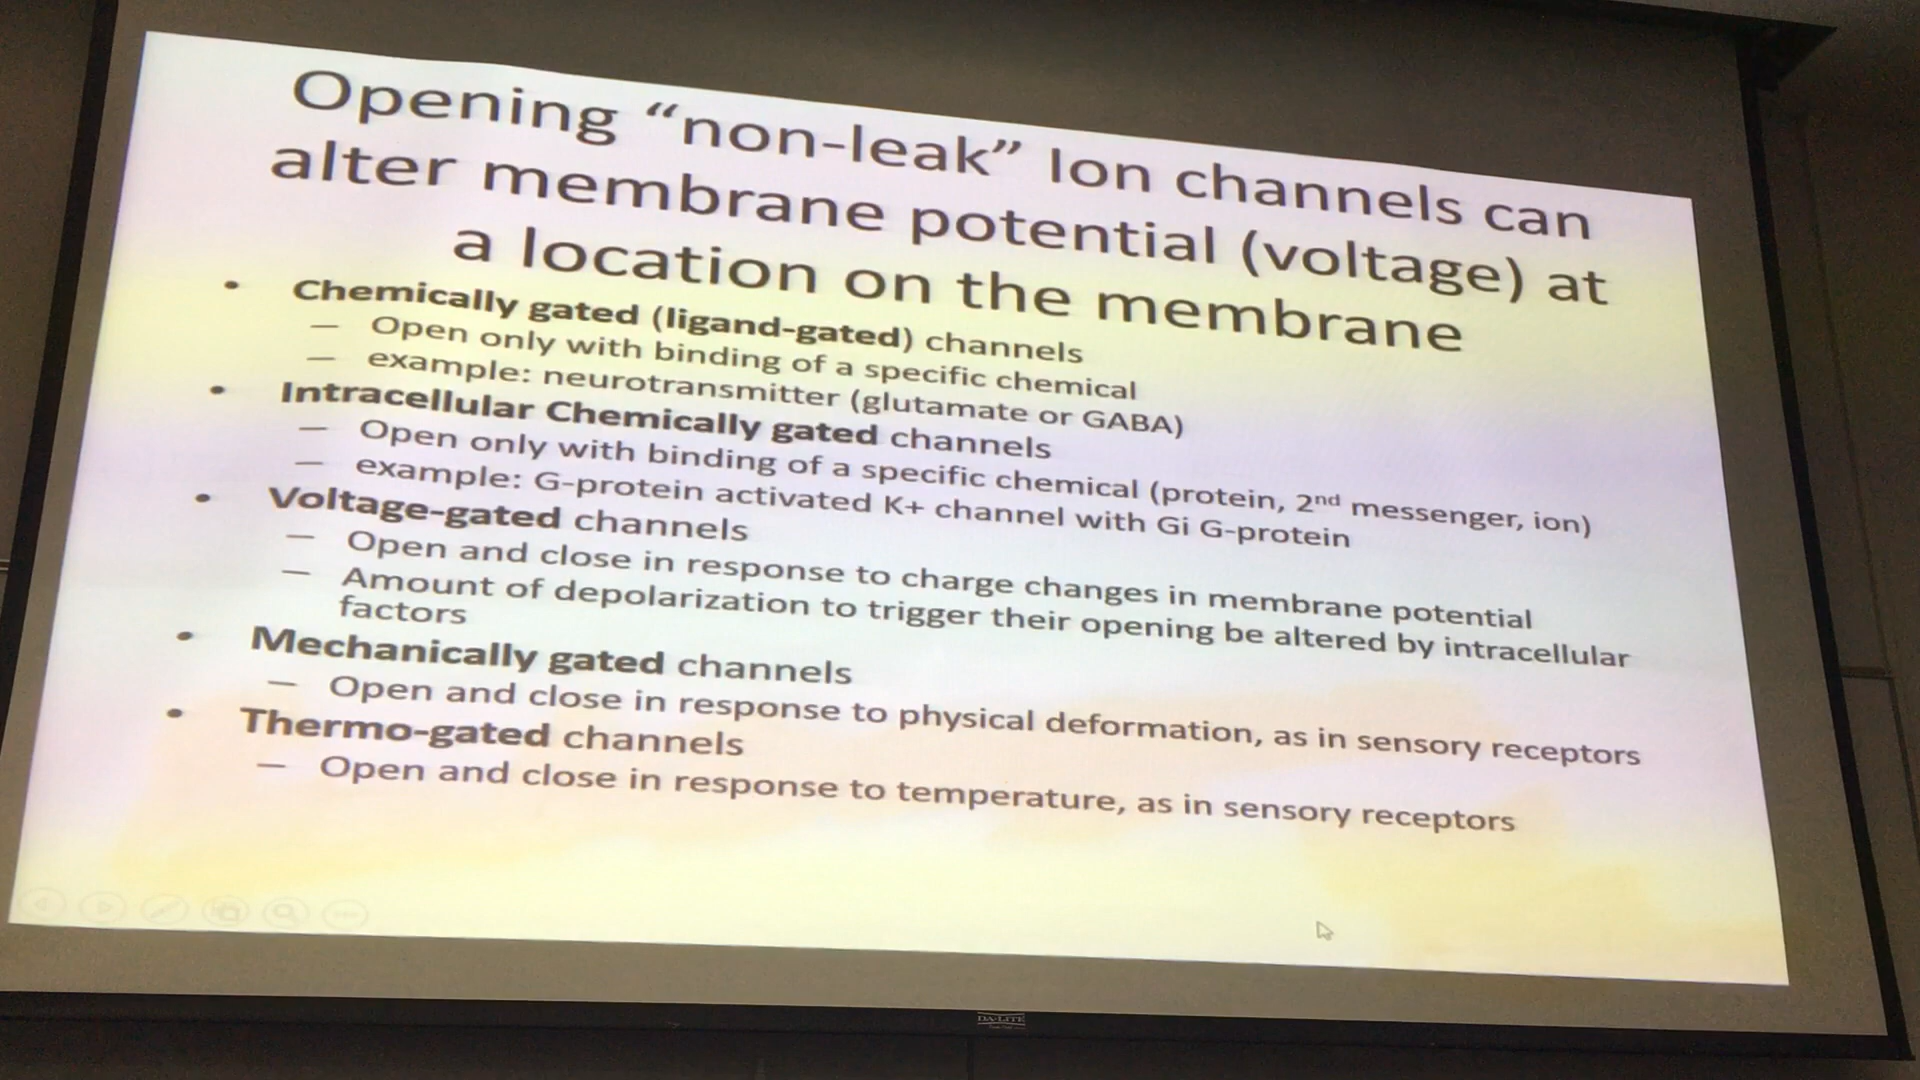 Opening “non-leak” Ion channels can
alter membrane potential (voltage) at
a location on the membrane
• Chemically gated (ligand-gated) channels
– Open only with binding of a specific chemical
– example: neurotransmitter (glutamate or GABA)
• Intracellular Chemically gated channels
– Open only with binding of a specific chemical (protein, 2nd messenger, ion)
– example: G-protein activated K+ channel with Gi G-protein
• Voltage-gated channels
– Open and close in response to charge changes in membrane potential
– Amount of depolarization to trigger their opening be altered by intracellular
factors
• Mechanically gated channels
– Open and close in response to physical deformation, as in sensory receptors
• Thermo-gated channels
– Open and close in response to temperature, as in sensory receptors
DA-LITE